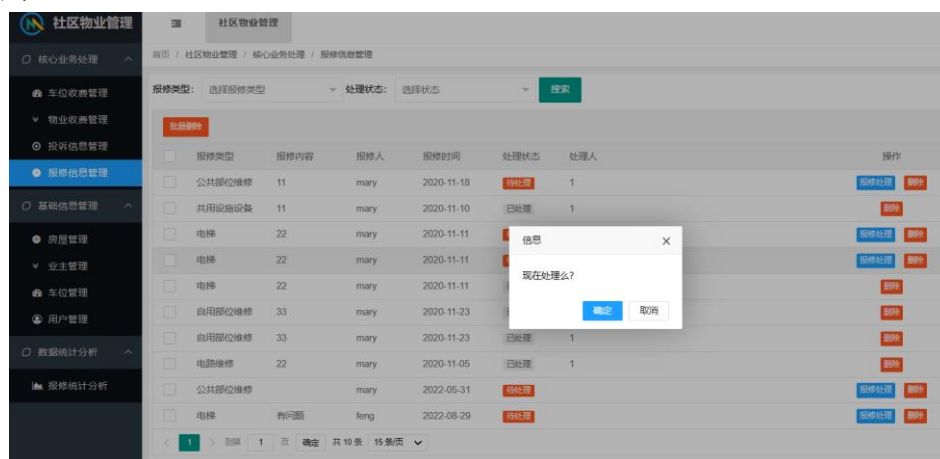 社区物业管理
社区物业管理
首页 / 社区物业管理 / 核心业务处理 / 报修信息管理
核心业务处理
车位收费管理
物业收费管理
投诉信息管理
报修信息管理
基础信息管理
房屋管理
业主管理
车位管理
用户管理
数据统计分析
报修统计分析
报修类型: 选择报修类型 处理状态: 选择状态 搜索
批量删除
报修类型 报修内容 报修人 报修时间 处理状态 处理人 操作
公共部位维修 11 mary 2020-11-18 待处理 1 报修处理 删除
共用设施设备 11 mary 2020-11-10 已处理 1 删除
电梯 22 mary 2020-11-11 报修处理 删除
电梯 22 mary 2020-11-11 报修处理 删除
电梯 22 mary 2020-11-11 删除
自用部位维修 33 mary 2020-11-23 删除
自用部位维修 33 mary 2020-11-23 已处理 1 删除
电路维修 22 mary 2020-11-05 已处理 1 删除
公共部位维修 mary 2022-05-31 待处理 报修处理 删除
电梯 有问题 feng 2022-08-29 待处理 报修处理 删除
< 1 > 到第 1 页 确定 共 10 条 15 条/页
信息
现在处理么?
确定 取消